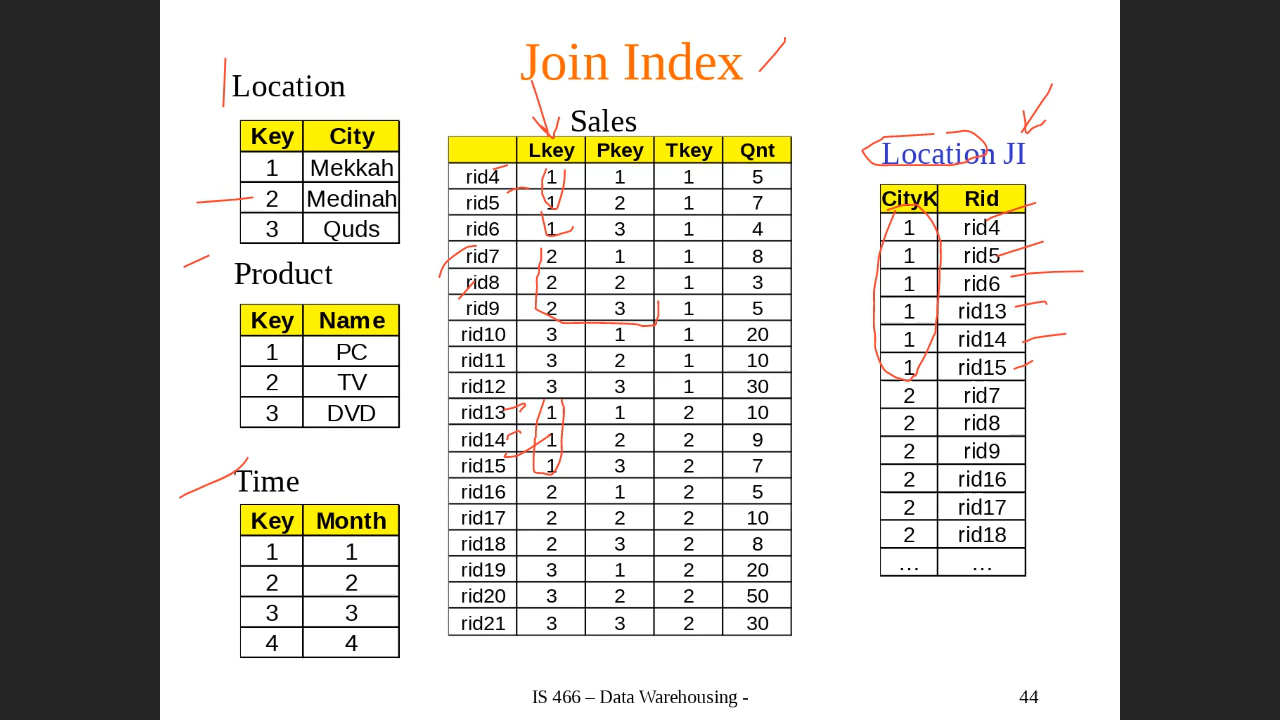 Join Index
Location
Key City
1 Mekkah
2 Medinah
3 Quds
Product
Key Name
1 PC
2 TV
3 DVD
Time
Key Month
1 1
2 2
3 3
4 4
Sales
Lkey Pkey Tkey Qnt
rid4 1 1 1 5
rid5 1 2 1 7
rid6 1 3 1 4
rid7 2 1 1 8
rid8 2 2 1 3
rid9 2 3 1 5
rid10 3 1 1 20
rid11 3 2 1 10
rid12 3 3 1 30
rid13 1 1 2 10
rid14 1 2 2 9
rid15 1 3 2 7
rid16 2 1 2 5
rid17 2 2 2 10
rid18 2 3 2 8
rid19 3 1 2 20
rid20 3 2 2 50
rid21 3 3 2 30
Location JI
CityK Rid
1 rid4
1 rid5
1 rid6
1 rid13
1 rid14
1 rid15
2 rid7
2 rid8
2 rid9
2 rid16
2 rid17
2 rid18
… …
IS 466 – Data Warehousing -
44